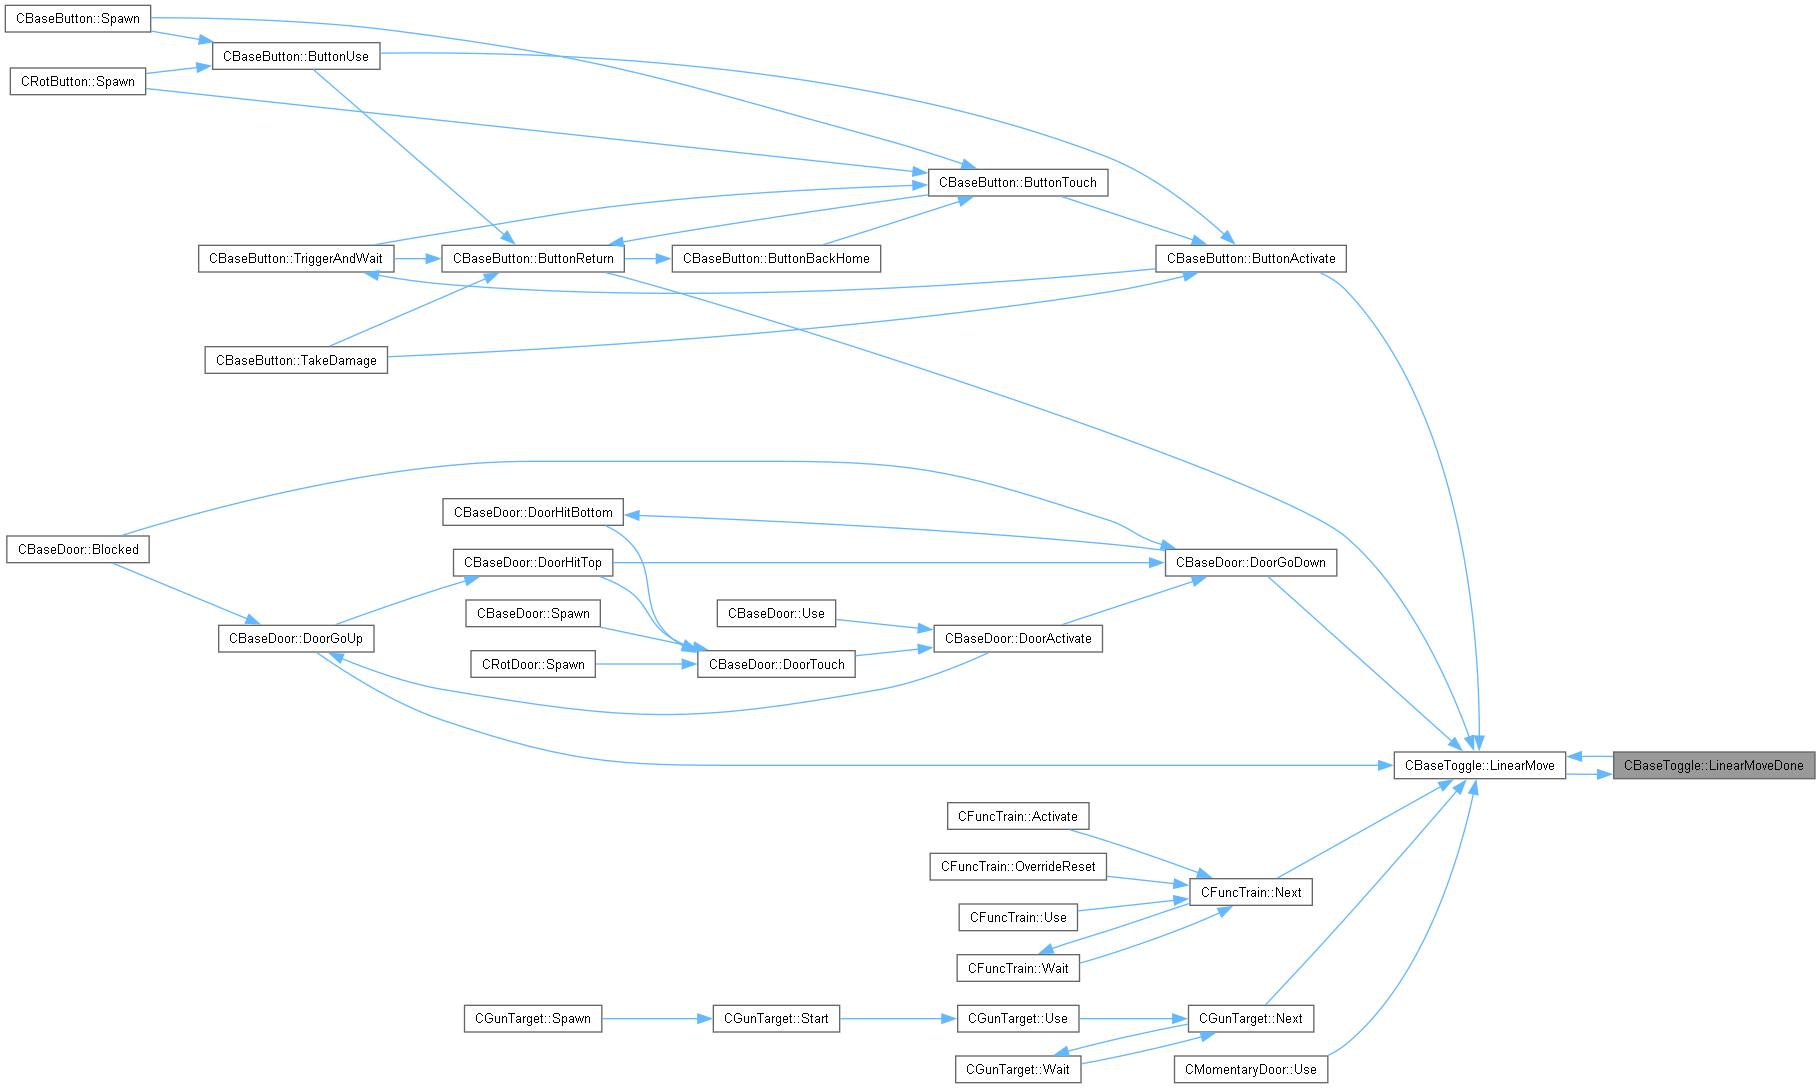 CBaseButton::Spawn
CBaseButton::ButtonUse
CRotButton::Spawn
CBaseButton::ButtonTouch
CBaseButton::TriggerAndWait
CBaseButton::ButtonReturn
CBaseButton::ButtonBackHome
CBaseButton::ButtonActivate
CBaseButton::TakeDamage
CBaseDoor::DoorHitBottom
CBaseDoor::Blocked
CBaseDoor::DoorHitTop
CBaseDoor::DoorGoDown
CBaseDoor::Spawn
CBaseDoor::Use
CBaseDoor::DoorGoUp
CBaseDoor::DoorActivate
CRotDoor::Spawn
CBaseDoor::DoorTouch
CBaseToggle::LinearMove
CBaseToggle::LinearMoveDone
CFuncTrain::Activate
CFuncTrain::OverrideReset
CFuncTrain::Next
CFuncTrain::Use
CFuncTrain::Wait
CGunTarget::Spawn
CGunTarget::Start
CGunTarget::Use
CGunTarget::Next
CGunTarget::Wait
CMomentaryDoor::Use